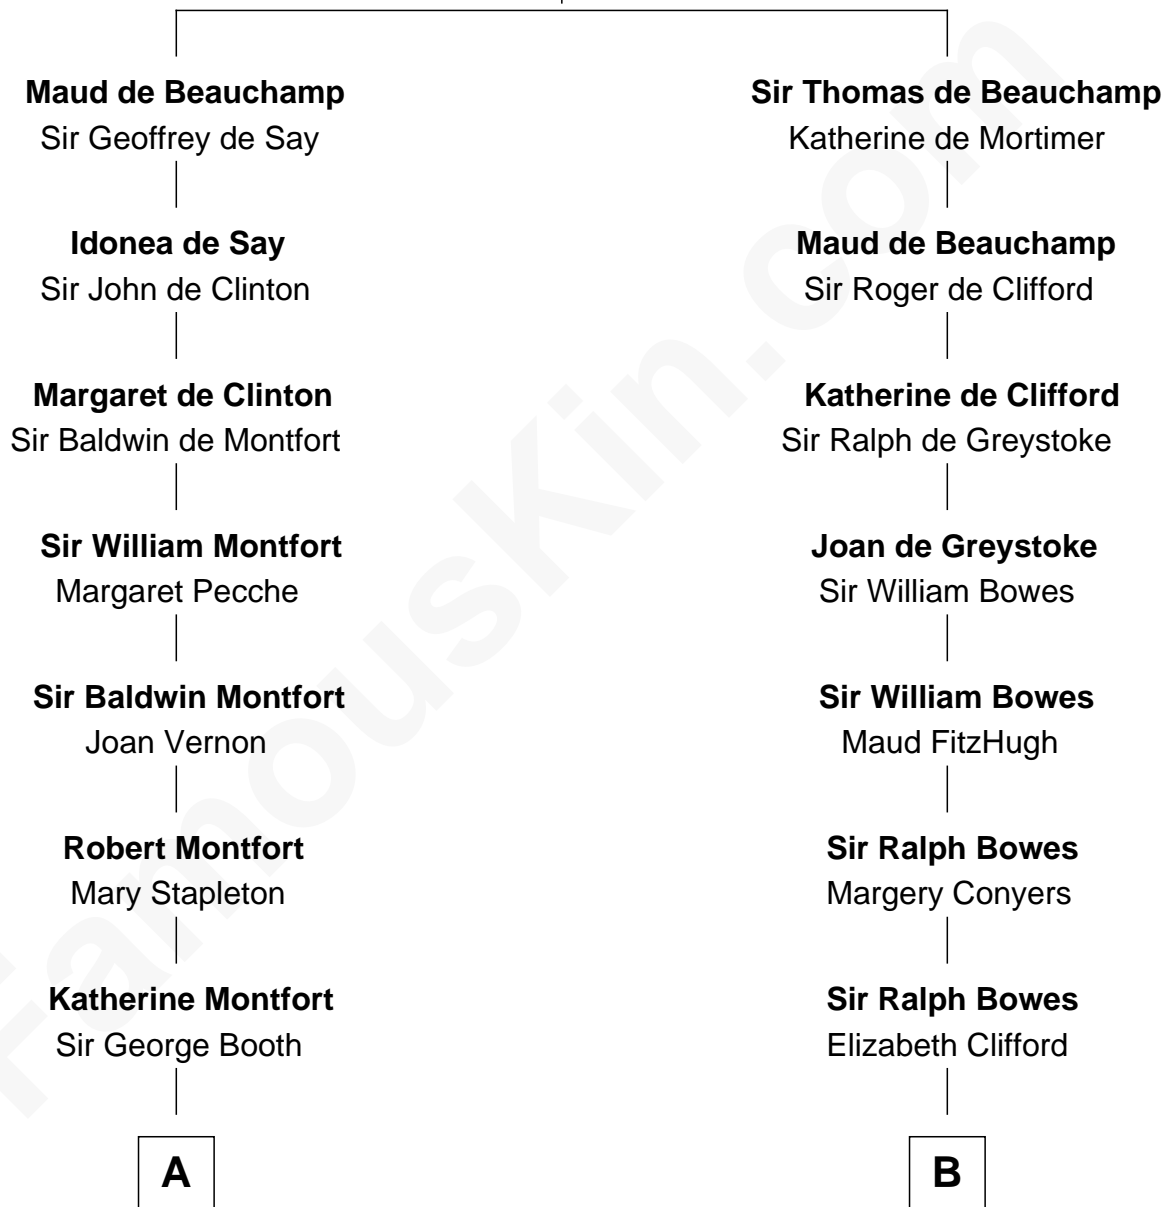 Maud de Beauchamp
Sir Geoffrey de Say
Idonea de Say
Sir John de Clinton
Margaret de Clinton
Sir Baldwin de Montfort
Sir William Montfort
Margaret Pecche
Sir Baldwin Montfort
Joan Vernon
Robert Montfort
Mary Stapleton
Katherine Montfort
Sir George Booth
A
Sir Thomas de Beauchamp
Katherine de Mortimer
Maud de Beauchamp
Sir Roger de Clifford
Katherine de Clifford
Sir Ralph de Greystoke
Joan de Greystoke
Sir William Bowes
Sir William Bowes
Maud FitzHugh
Sir Ralph Bowes
Margery Conyers
Sir Ralph Bowes
Elizabeth Clifford
B
FamousKin.com